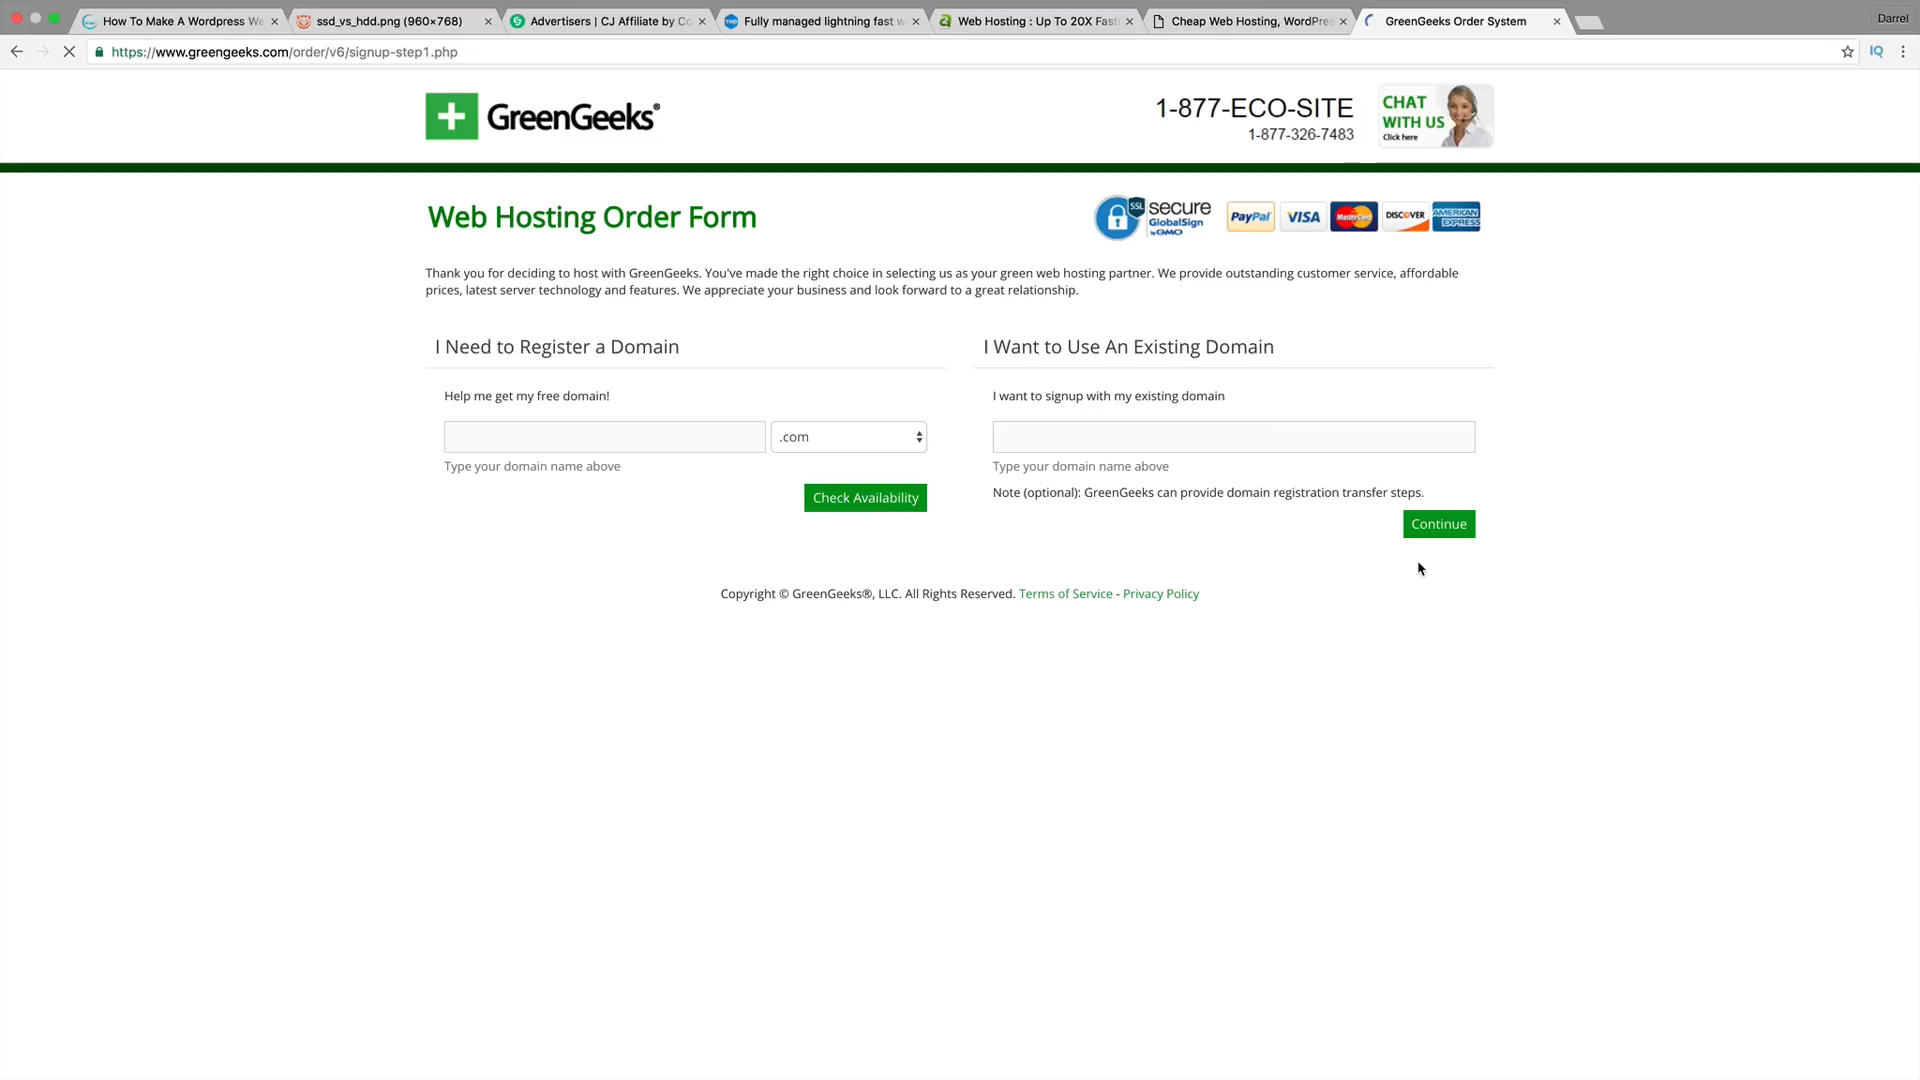 How To Make A Wordpress We
ssd_vs_hdd.png (960×768)
Advertisers | CJ Affiliate by Co
Fully managed lightning fast w
Web Hosting : Up To 20X Fast
Cheap Web Hosting, WordPres
GreenGeeks Order System
Darrel
https://www.greengeeks.com/order/v6/signup-step1.php
IQ
GreenGeeks®
1-877-ECO-SITE
1-877-326-7483
CHAT
WITH US
Click here
Web Hosting Order Form
SSL
secure
GlobalSign
by GMO
PayPal
VISA
MasterCard
DISCOVER
AMERICAN
EXPRESS
Thank you for deciding to host with GreenGeeks. You've made the right choice in selecting us as your green web hosting partner. We provide outstanding customer service, affordable
prices, latest server technology and features. We appreciate your business and look forward to a great relationship.
I Need to Register a Domain
Help me get my free domain!
.com
Type your domain name above
Check Availability
I Want to Use An Existing Domain
I want to signup with my existing domain
Type your domain name above
Note (optional): GreenGeeks can provide domain registration transfer steps.
Continue
Copyright © GreenGeeks®, LLC. All Rights Reserved. Terms of Service - Privacy Policy